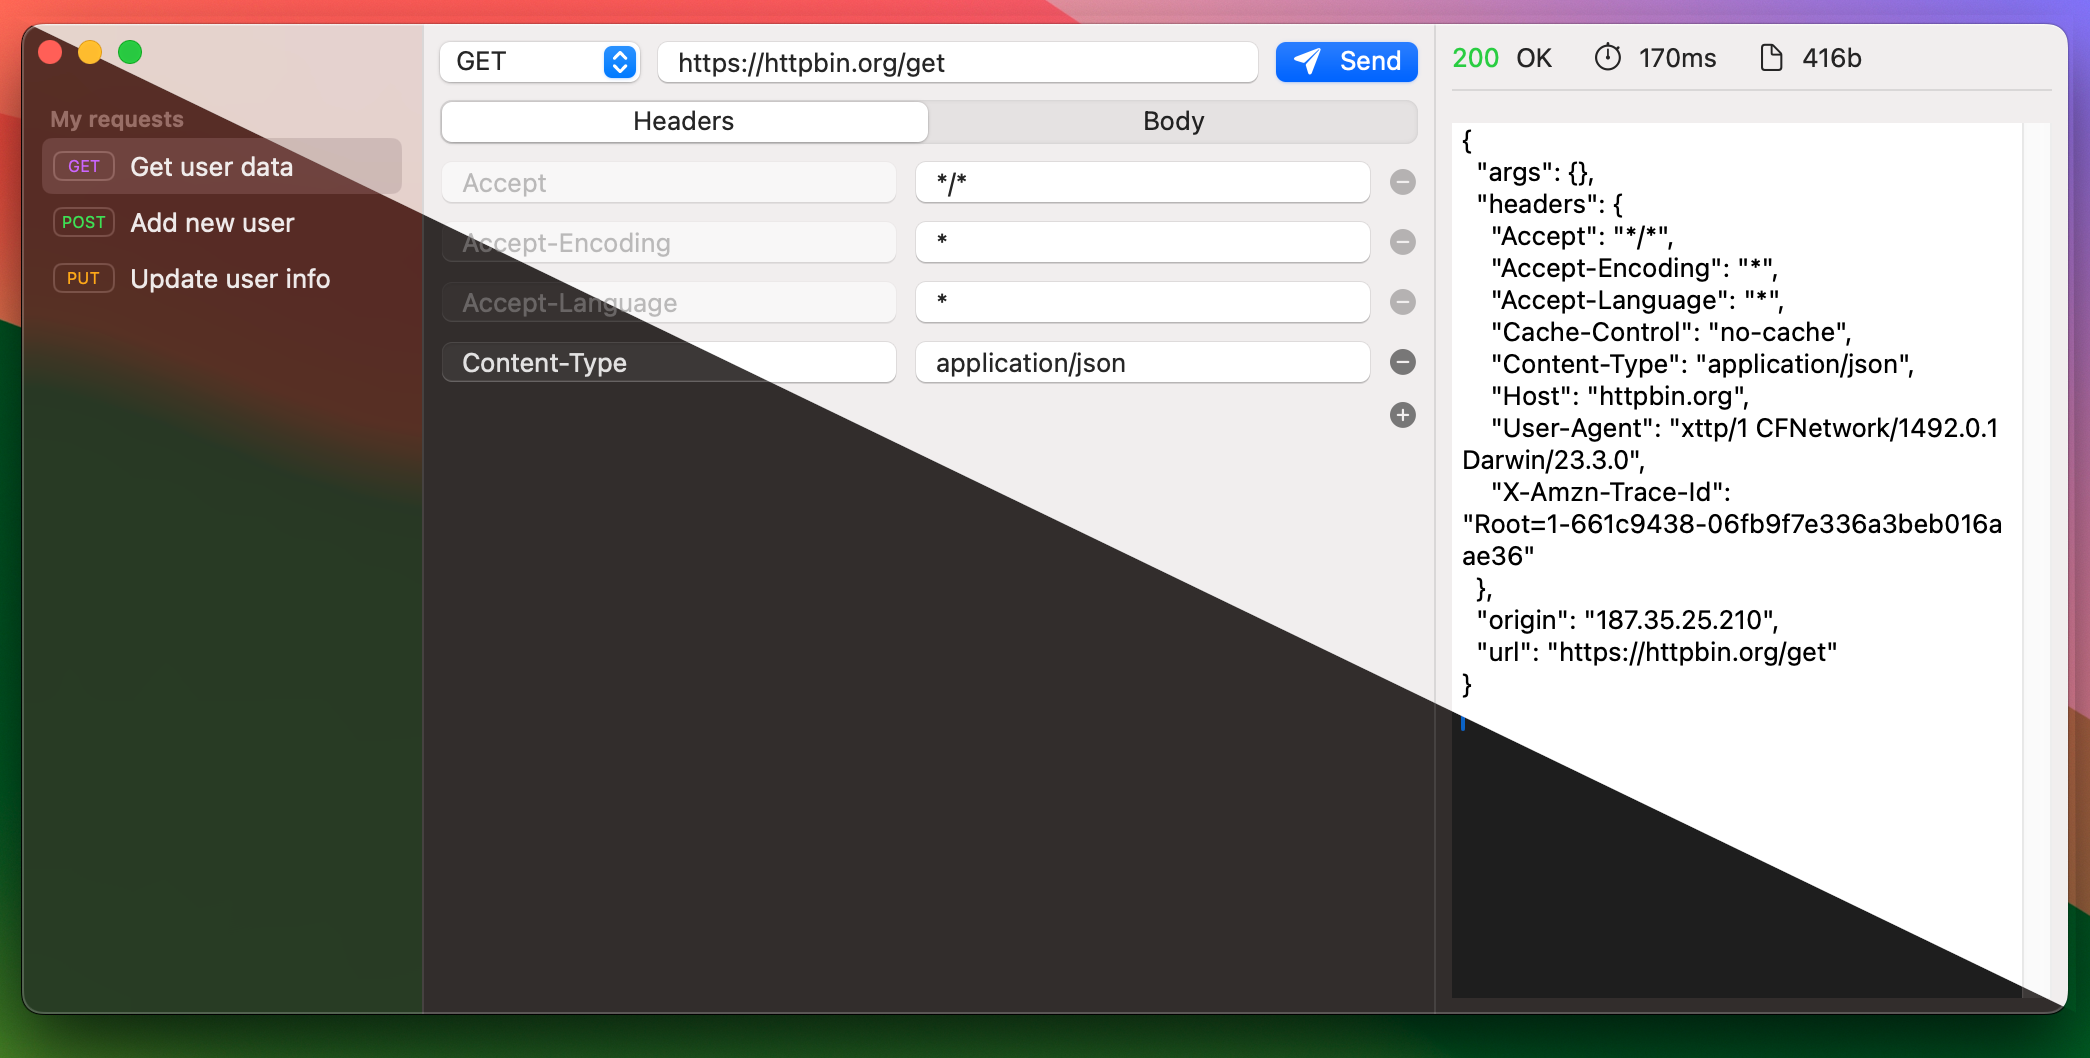 My requests
GET Get user data
POST Add new user
PUT Update user info
GET https://httpbin.org/get Send
Headers Body
Accept */*
Accept-Encoding *
Accept-Language *
Content-Type application/json
200 OK 170ms 416b
{
"args": {},
"headers": {
"Accept": "*/*",
"Accept-Encoding": "*",
"Accept-Language": "*",
"Cache-Control": "no-cache",
"Content-Type": "application/json",
"Host": "httpbin.org",
"User-Agent": "xttp/1 CFNetwork/1492.0.1
Darwin/23.3.0",
"X-Amzn-Trace-Id":
"Root=1-661c9438-06fb9f7e336a3beb016a
ae36"
},
"origin": "187.35.25.210",
"url": "https://httpbin.org/get"
}